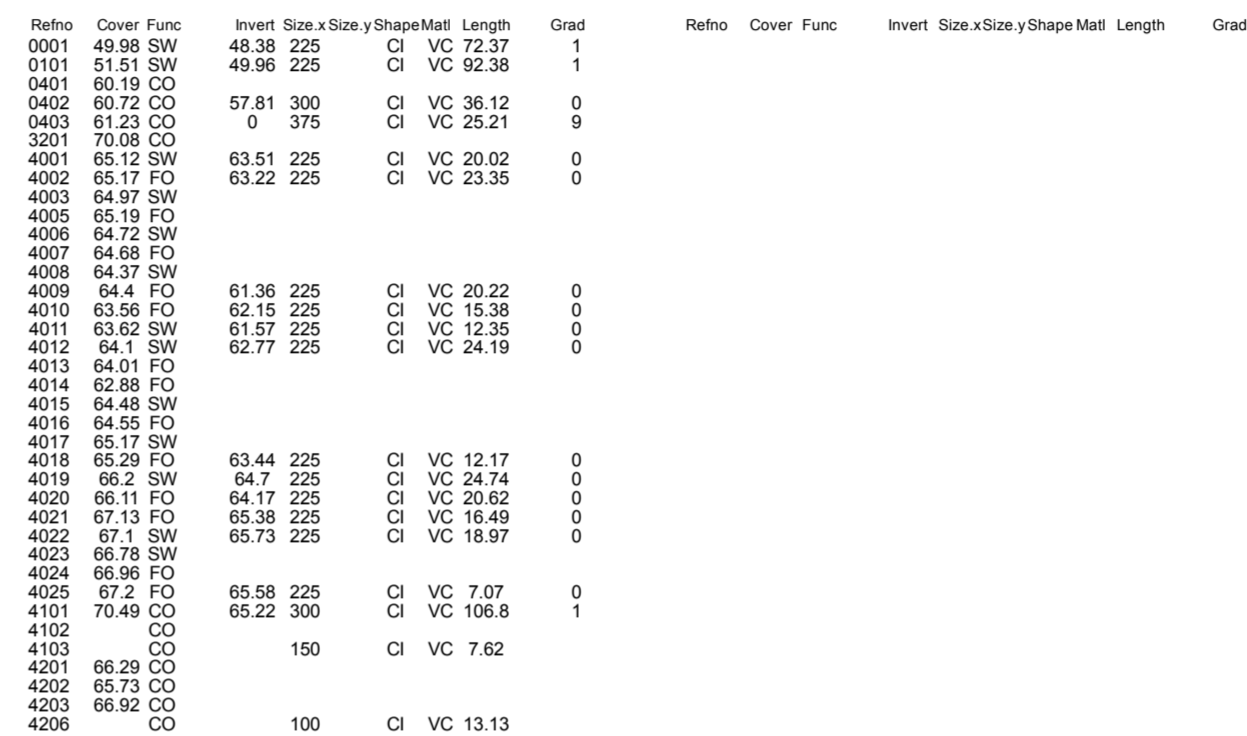 Refno Cover Func Invert Size.x Size.y Shape Matl Length Grad Refno Cover Func Invert Size.x Size.y Shape Matl Length Grad
0001 49.98 SW 48.38 225 CI VC 72.37 1
0101 51.51 SW 49.96 225 CI VC 92.38 1
0401 60.19 CO
0402 60.72 CO 57.81 300 CI VC 36.12 0
0403 61.23 CO 0 375 CI VC 25.21 9
3201 70.08 CO
4001 65.12 SW 63.51 225 CI VC 20.02 0
4002 65.17 FO 63.22 225 CI VC 23.35 0
4003 64.97 SW
4005 65.19 FO
4006 64.72 SW
4007 64.68 FO
4008 64.37 SW
4009 64.4 FO 61.36 225 CI VC 20.22 0
4010 63.56 FO 62.15 225 CI VC 15.38 0
4011 63.62 SW 61.57 225 CI VC 12.35 0
4012 64.1 SW 62.77 225 CI VC 24.19 0
4013 64.01 FO
4014 62.88 FO
4015 64.48 SW
4016 64.55 FO
4017 65.17 SW
4018 65.29 FO 63.44 225 CI VC 12.17 0
4019 66.2 SW 64.7 225 CI VC 24.74 0
4020 66.11 FO 64.17 225 CI VC 20.62 0
4021 67.13 FO 65.38 225 CI VC 16.49 0
4022 67.1 SW 65.73 225 CI VC 18.97 0
4023 66.78 SW
4024 66.96 FO
4025 67.2 FO 65.58 225 CI VC 7.07 0
4101 70.49 CO 65.22 300 CI VC 106.8 1
4102 CO
4103 CO 150 CI VC 7.62
4201 66.29 CO
4202 65.73 CO
4203 66.92 CO
4206 CO 100 CI VC 13.13